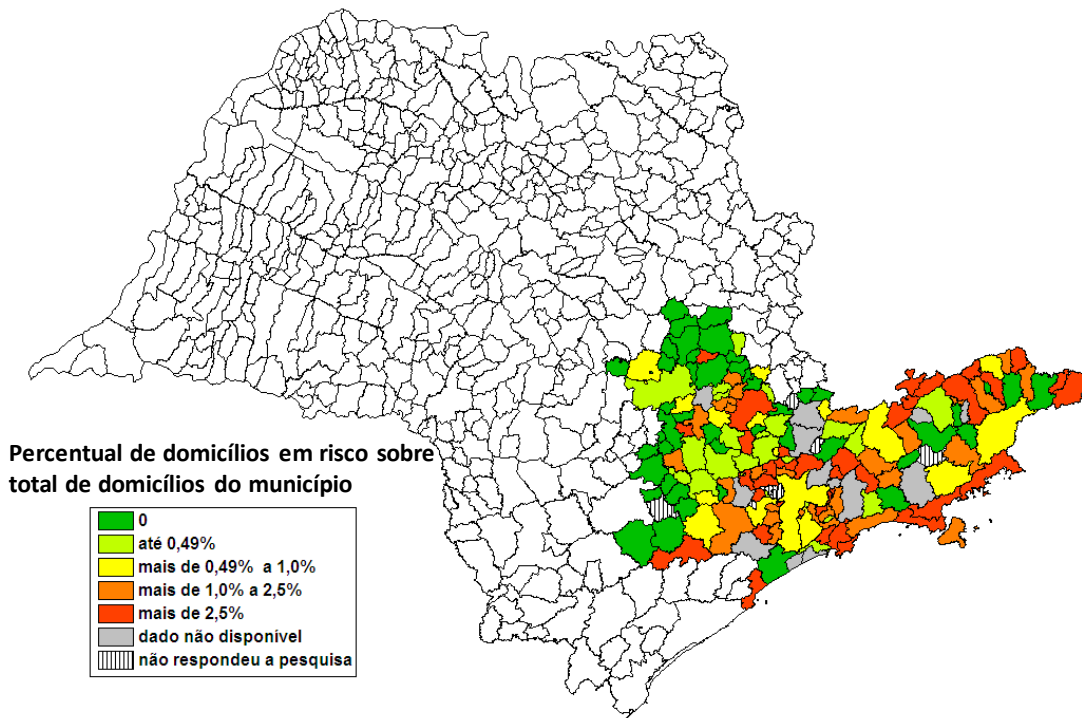 Percentual de domicílios em risco sobre
total de domicílios do município
0
até 0,49%
mais de 0,49% a 1,0%
mais de 1,0% a 2,5%
mais de 2,5%
dado não disponível
não respondeu a pesquisa